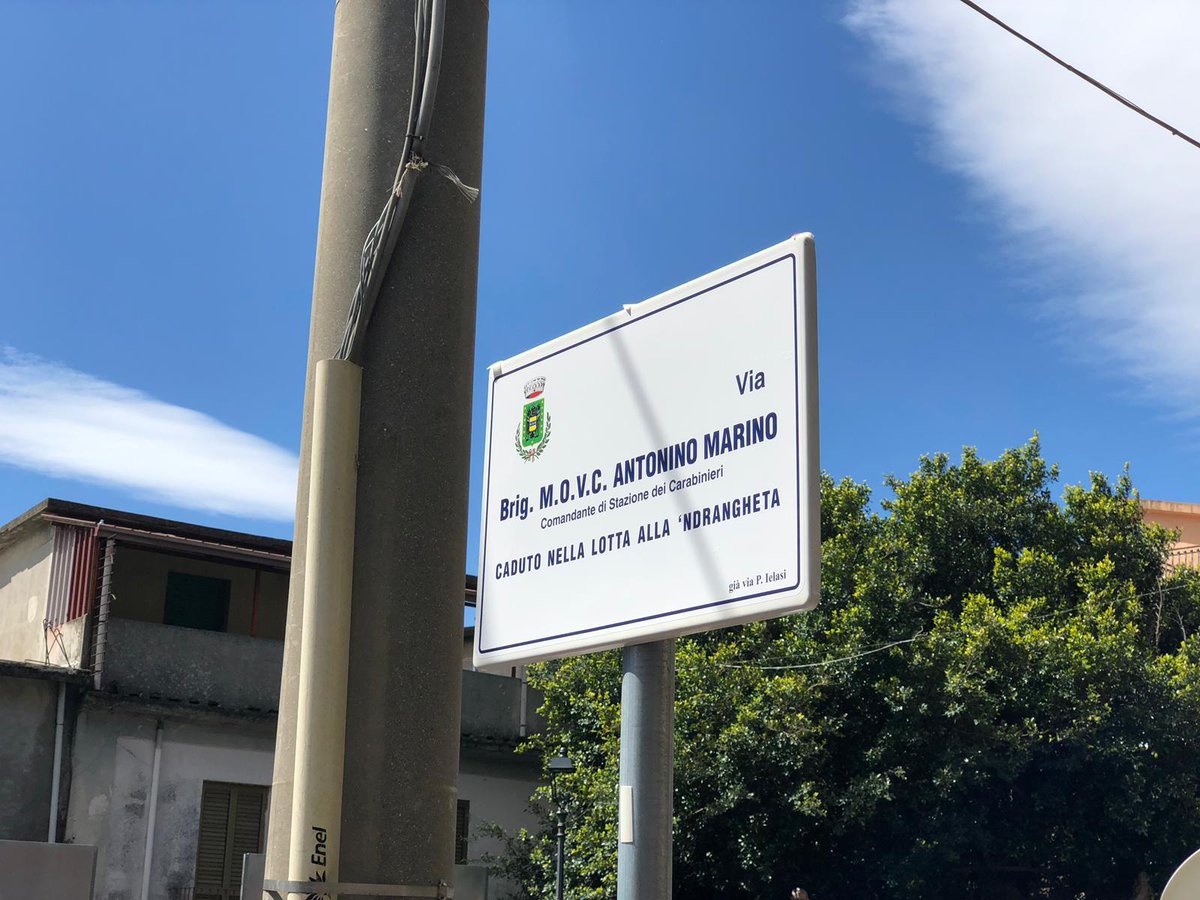 Via
Brig. M.O.V.C. ANTONINO MARINO
Comandante di Stazione dei Carabinieri
CADUTO NELLA LOTTA ALLA 'NDRANGHETA
già via P. Ielasi
Enel